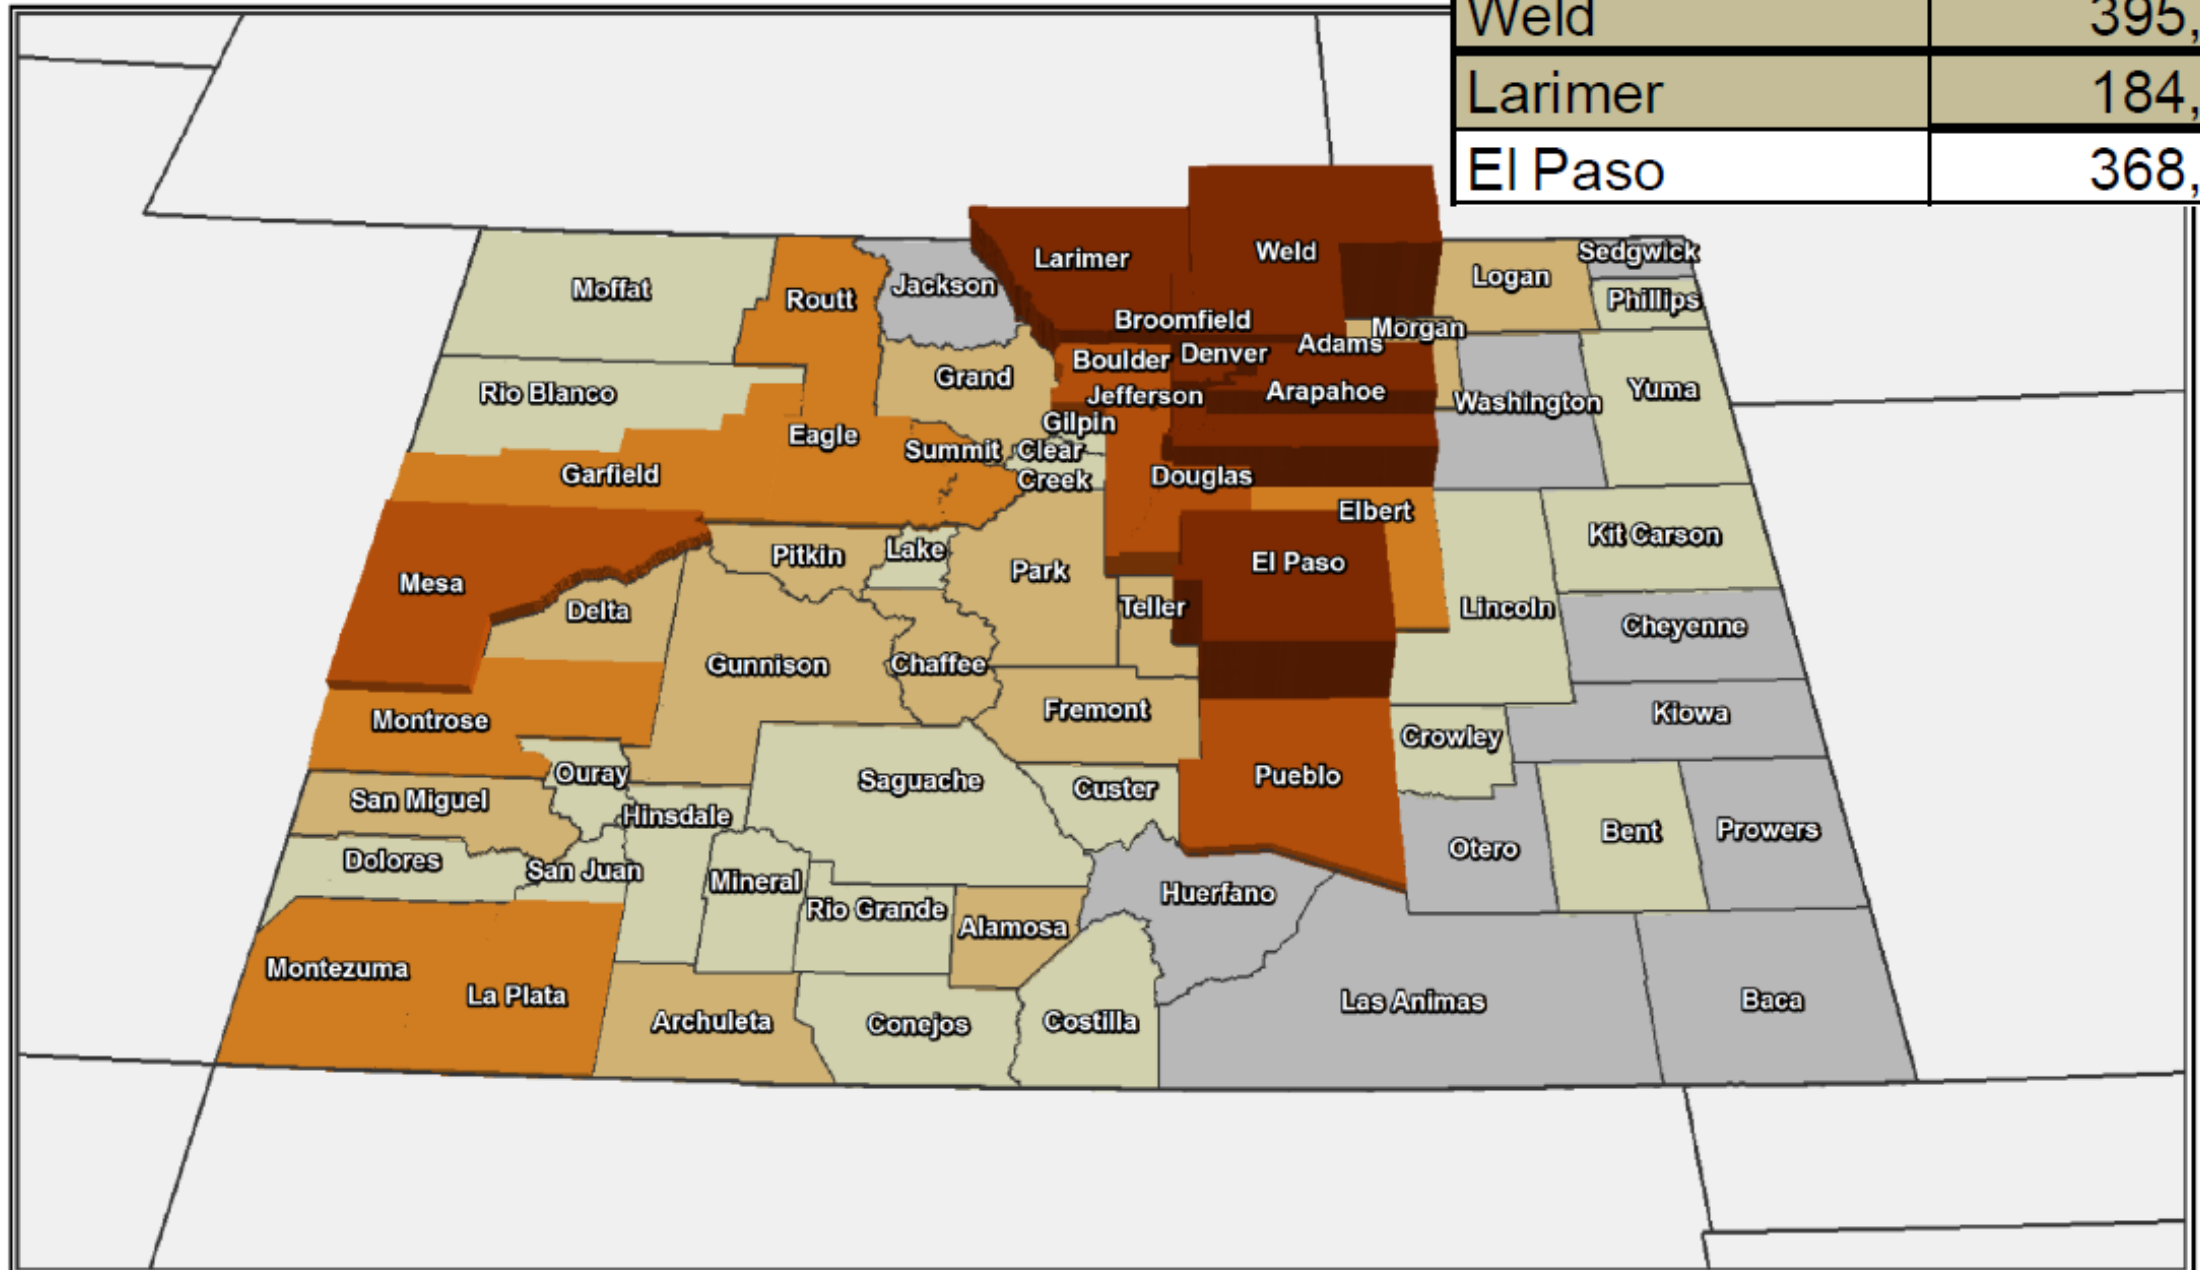 Weld 395,
Larimer 184,
El Paso 368,
Larimer
Weld
Sedgwick
Moffat
Routt
Jackson
Logan
Phillips
Broomfield
Morgan
Rio Blanco
Grand
Boulder
Denver
Adams
Jefferson
Arapahoe
Washington
Yuma
Eagle
Gilpin
Garfield
Summit
Clear
Creek
Douglas
Elbert
Mesa
Pitkin
Lake
Park
El Paso
Kit Carson
Delta
Teller
Lincoln
Cheyenne
Gunnison
Chaffee
Montrose
Fremont
Crowley
Kiowa
Ouray
Saguache
Custer
Pueblo
San Miguel
Hinsdale
Dolores
San Juan
Mineral
Rio Grande
Alamosa
Huerfano
Otero
Bent
Prowers
Montezuma
La Plata
Archuleta
Conejos
Costilla
Las Animas
Baca